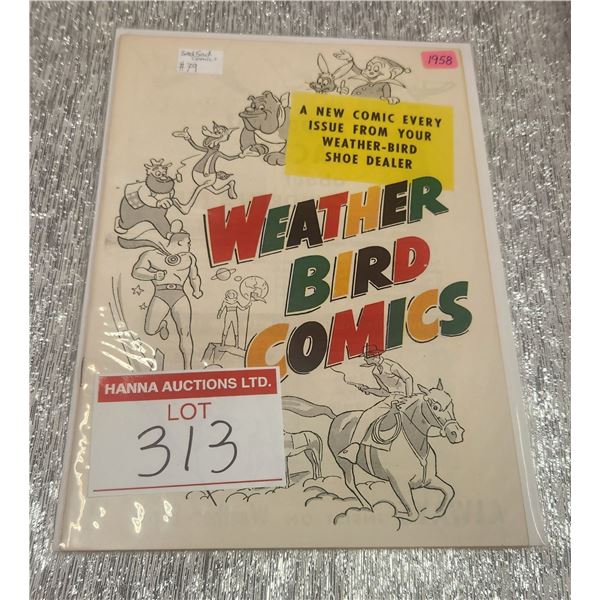 #79
1958
A NEW COMIC EVERY
ISSUE FROM YOUR
WEATHER-BIRD
SHOE DEALER
WEATHER
BIRD
COMICS
HANNA AUCTIONS LTD.
LOT
313